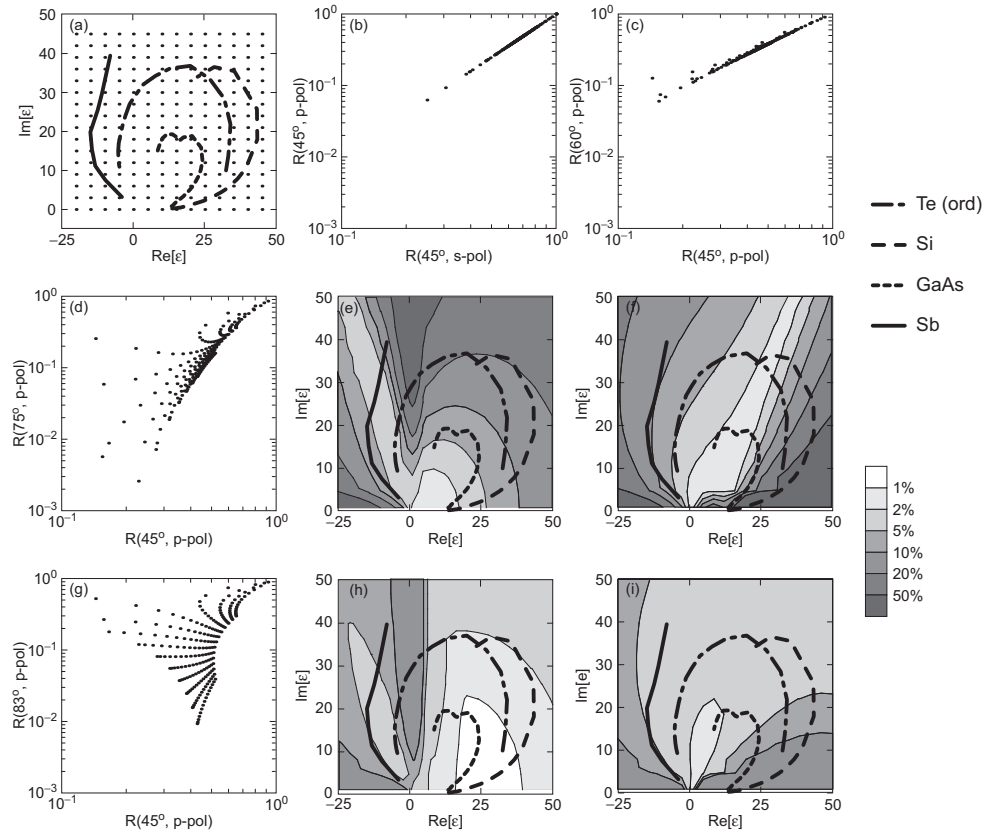 (a)
50
40
30
20
10
0
−25
0
25
50
Im[ε]
Re[ε]
(b)
10⁰
10⁻¹
10⁻²
10⁻³
10⁻¹
10⁰
R(45°, p-pol)
R(45°, s-pol)
(c)
10⁰
10⁻¹
10⁻²
10⁻³
10⁻¹
10⁰
R(60°, p-pol)
R(45°, p-pol)
Te (ord)
Si
GaAs
Sb
(d)
10⁰
10⁻¹
10⁻²
10⁻³
10⁻¹
10⁰
R(75°, p-pol)
R(45°, p-pol)
(e)
50
40
30
20
10
0
−25
0
25
50
Im[ε]
Re[ε]
(f)
50
40
30
20
10
0
−25
0
25
50
Im[ε]
Re[ε]
1%
2%
5%
10%
20%
50%
(g)
10⁰
10⁻¹
10⁻²
10⁻³
10⁻¹
10⁰
R(83°, p-pol)
R(45°, p-pol)
(h)
50
40
30
20
10
0
−25
0
25
50
Im[ε]
Re[ε]
(i)
50
40
30
20
10
0
−25
0
25
50
Im[e]
Re[ε]